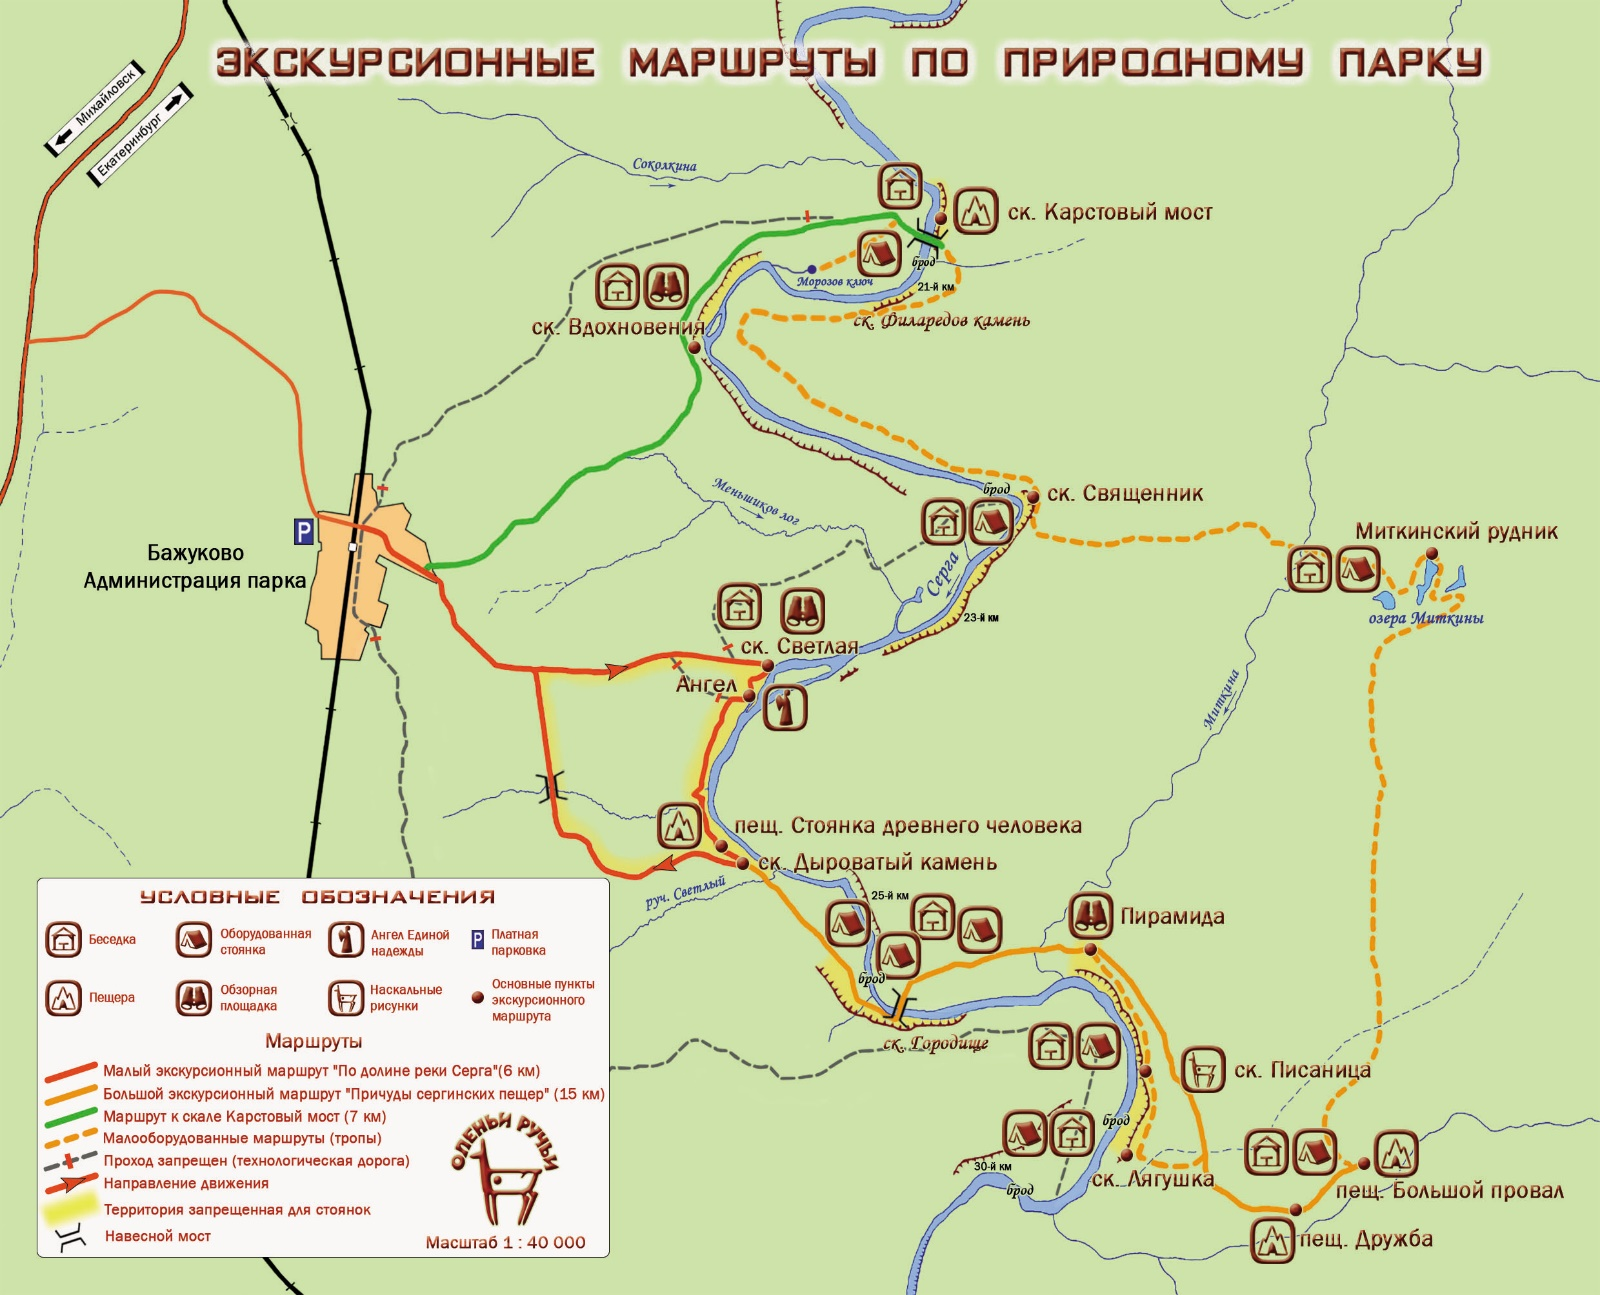 ЭКСКУРСИОННЫЕ МАРШРУТЫ ПО ПРИРОДНОМУ ПАРКУ
Михайловск
Екатеринбург
Соколкина
ск. Карстовый мост
брод
Морозов ключ
21-й км
ск. Филаредов камень
ск. Вдохновения
Меньшиков лог
брод
ск. Священник
Миткинский рудник
озера Миткины
P
Бажуково
Администрация парка
Серга
23-й км
ск. Светлая
Ангел
Миткина
пещ. Стоянка древнего человека
ск. Дыроватый камень
руч. Светлый
25-й км
Пирамида
брод
ск. Городище
ск. Писаница
брод
30-й км
брод
ск. Лягушка
пещ. Большой провал
пещ. Дружба
УСЛОВНЫЕ ОБОЗНАЧЕНИЯ
Беседка
Оборудованная
стоянка
Ангел Единой
надежды
P
Платная
парковка
Пещера
Обзорная
площадка
Наскальные
рисунки
Основные пункты
экскурсионного
маршрута
Маршруты
Малый экскурсионный маршрут "По долине реки Серга"(6 км)
Большой экскурсионный маршрут "Причуды сергинских пещер" (15 км)
Маршрут к скале Карстовый мост (7 км)
Малооборудованные маршруты (тропы)
Проход запрещен (технологическая дорога)
Направление движения
Территория запрещенная для стоянок
Навесной мост
ОЛЕНЬИ РУЧЬИ
Масштаб 1 : 40 000